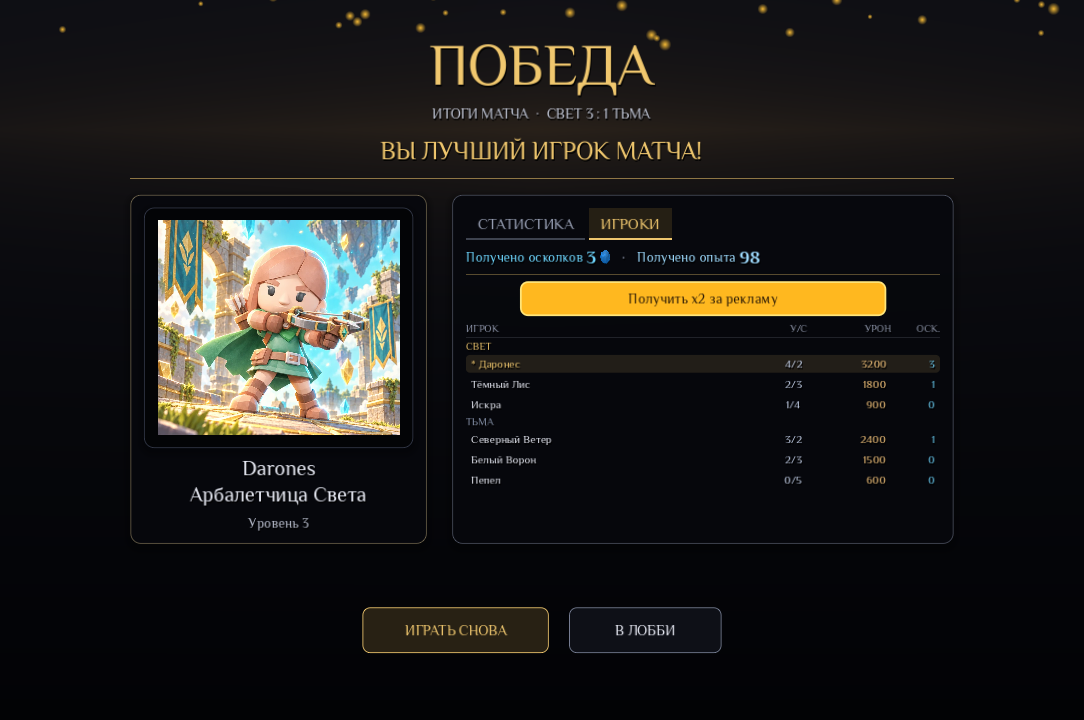 ПОБЕДА
ИТОГИ МАТЧА · СВЕТ 3 : 1 ТЬМА
ВЫ ЛУЧШИЙ ИГРОК МАТЧА!
Darones
Арбалетчица Света
Уровень 3
СТАТИСТИКА ИГРОКИ
Получено осколков 3 · Получено опыта 98
Получить x2 за рекламу
ИГРОК У/С УРОН ОСК.
СВЕТ
* Даронес 4/2 3200 3
Тёмный Лис 2/3 1800 1
Искра 1/4 900 0
ТЬМА
Северный Ветер 3/2 2400 1
Белый Ворон 2/3 1500 0
Пепел 0/5 600 0
ИГРАТЬ СНОВА
В ЛОББИ